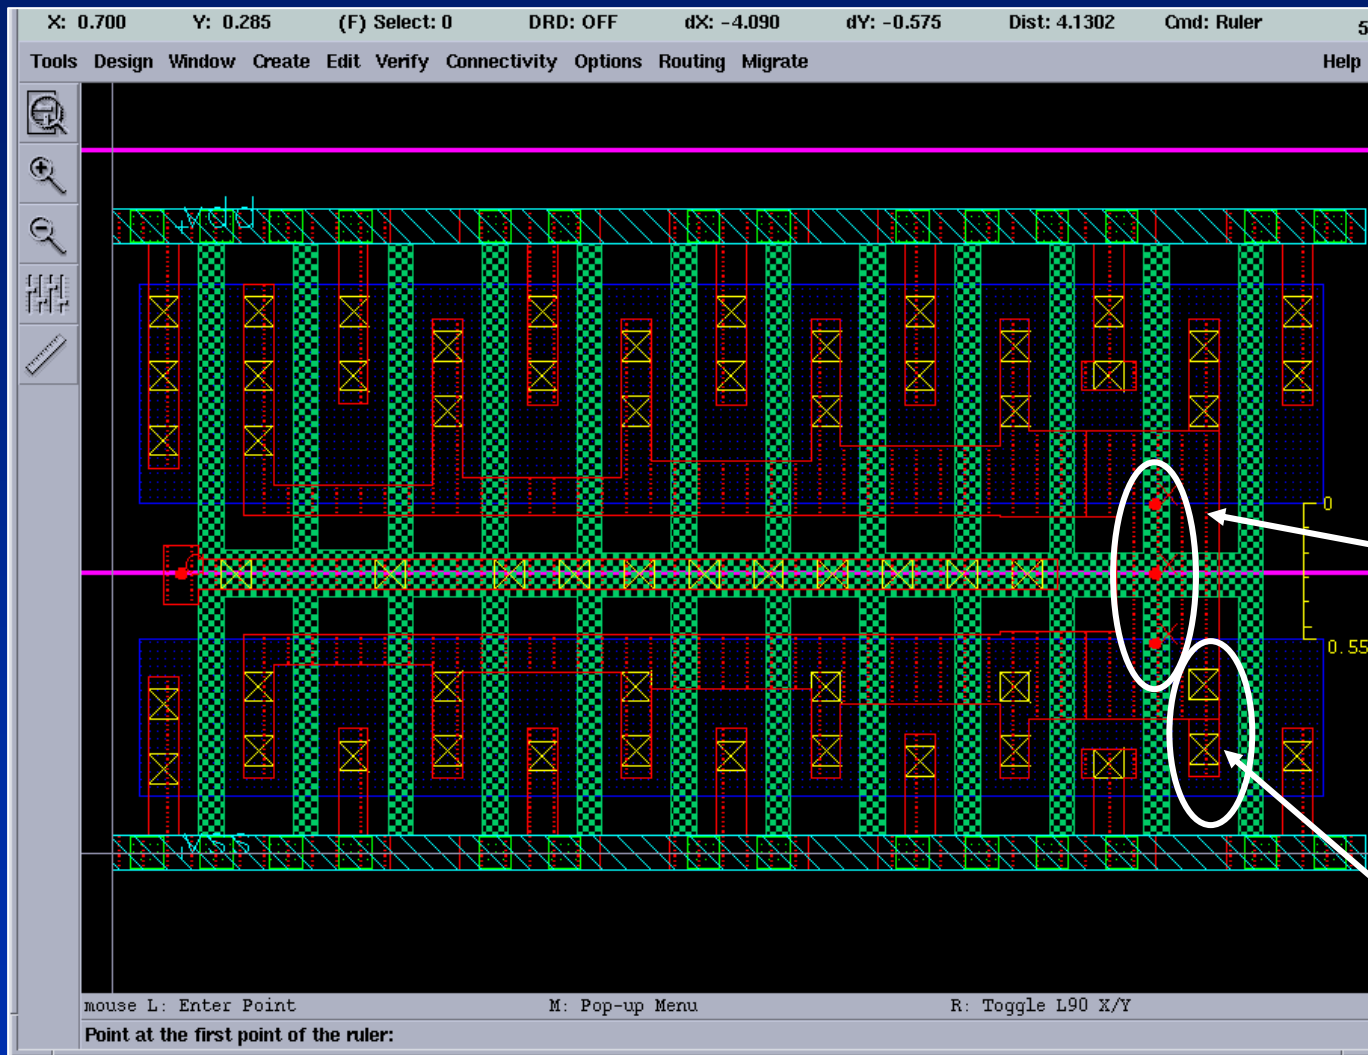 X: 0.700 Y: 0.285 (F) Select: 0 DRD: OFF dX: -4.090 dY: -0.575 Dist: 4.1302 Cmd: Ruler 5
Tools Design Window Create Edit Verify Connectivity Options Routing Migrate Help
vdd
0
X
0.55
vss
mouse L: Enter Point M: Pop-up Menu R: Toggle L90 X/Y
Point at the first point of the ruler: